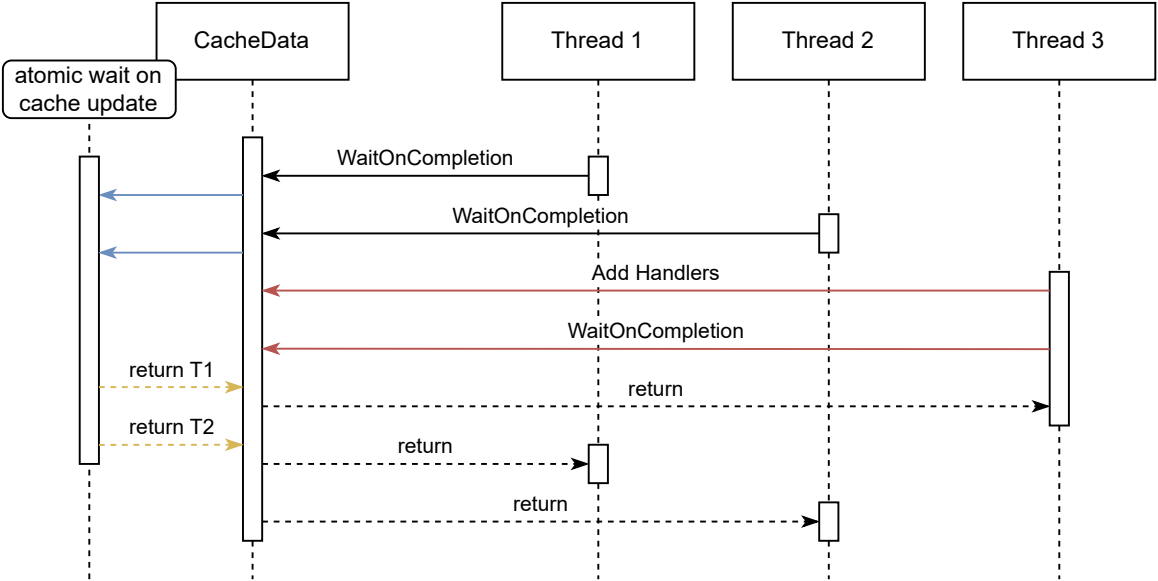 CacheData
Thread 1
Thread 2
Thread 3
atomic wait on
cache update
WaitOnCompletion
WaitOnCompletion
Add Handlers
WaitOnCompletion
return T1
return
return T2
return
return